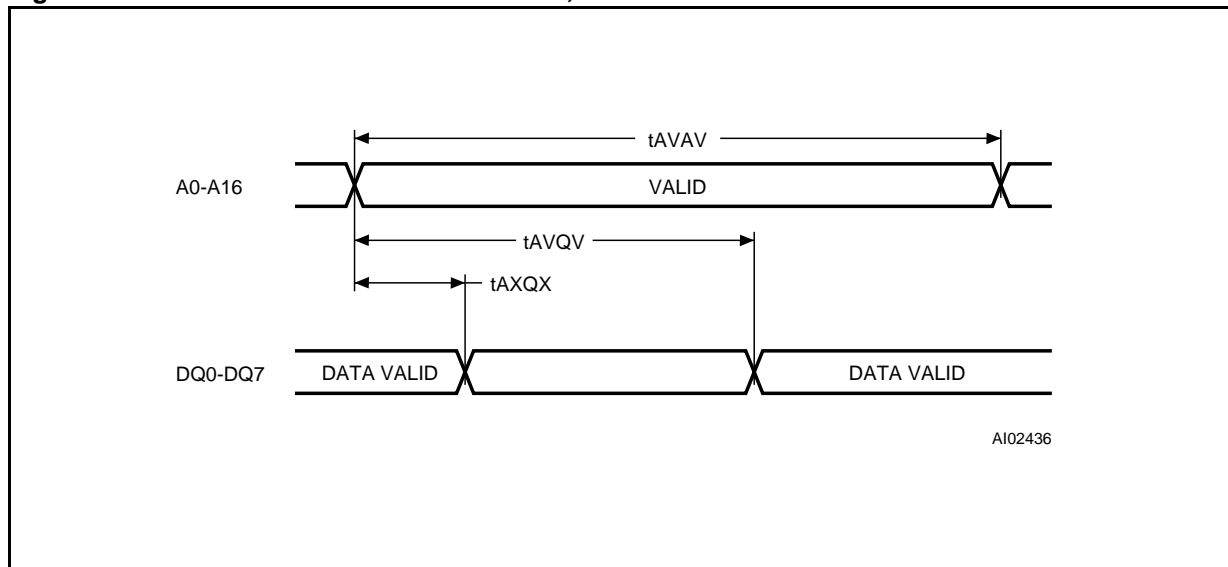 tAVAV
A0-A16 VALID
tAVQV
tAXQX
DQ0-DQ7 DATA VALID DATA VALID
AI02436